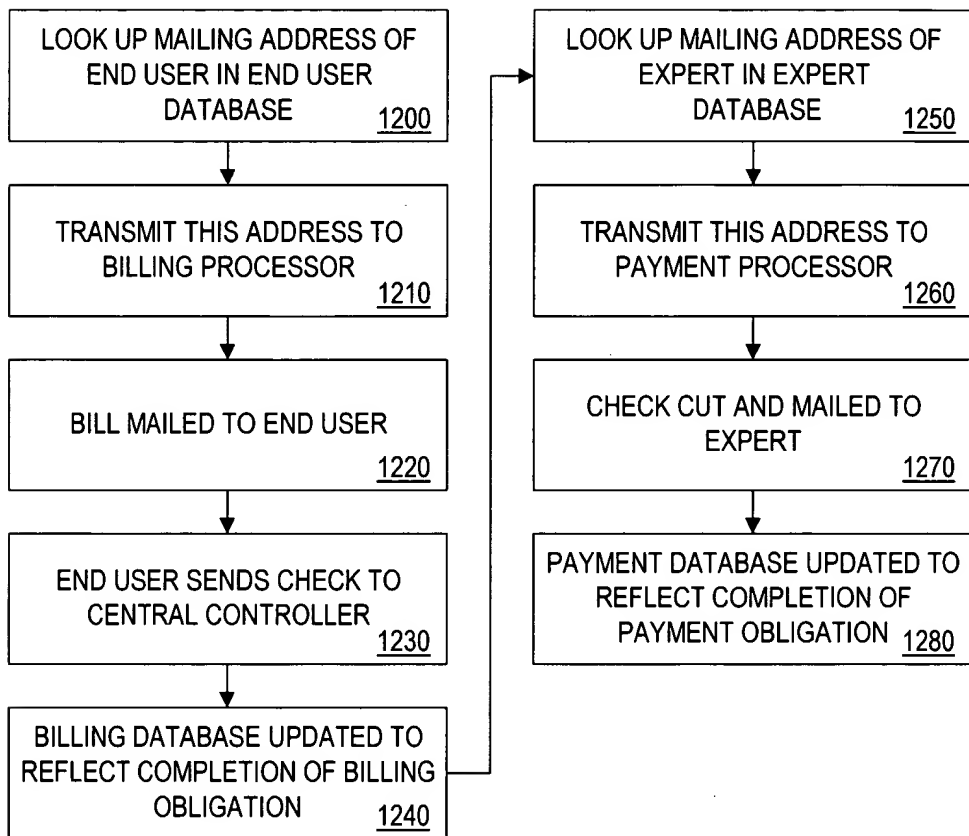 LOOK UP MAILING ADDRESS OF
END USER IN END USER
DATABASE
1200
TRANSMIT THIS ADDRESS TO
BILLING PROCESSOR
1210
BILL MAILED TO END USER
1220
END USER SENDS CHECK TO
CENTRAL CONTROLLER
1230
BILLING DATABASE UPDATED TO
REFLECT COMPLETION OF BILLING
OBLIGATION
1240
LOOK UP MAILING ADDRESS OF
EXPERT IN EXPERT
DATABASE
1250
TRANSMIT THIS ADDRESS TO
PAYMENT PROCESSOR
1260
CHECK CUT AND MAILED TO
EXPERT
1270
PAYMENT DATABASE UPDATED TO
REFLECT COMPLETION OF
PAYMENT OBLIGATION
1280